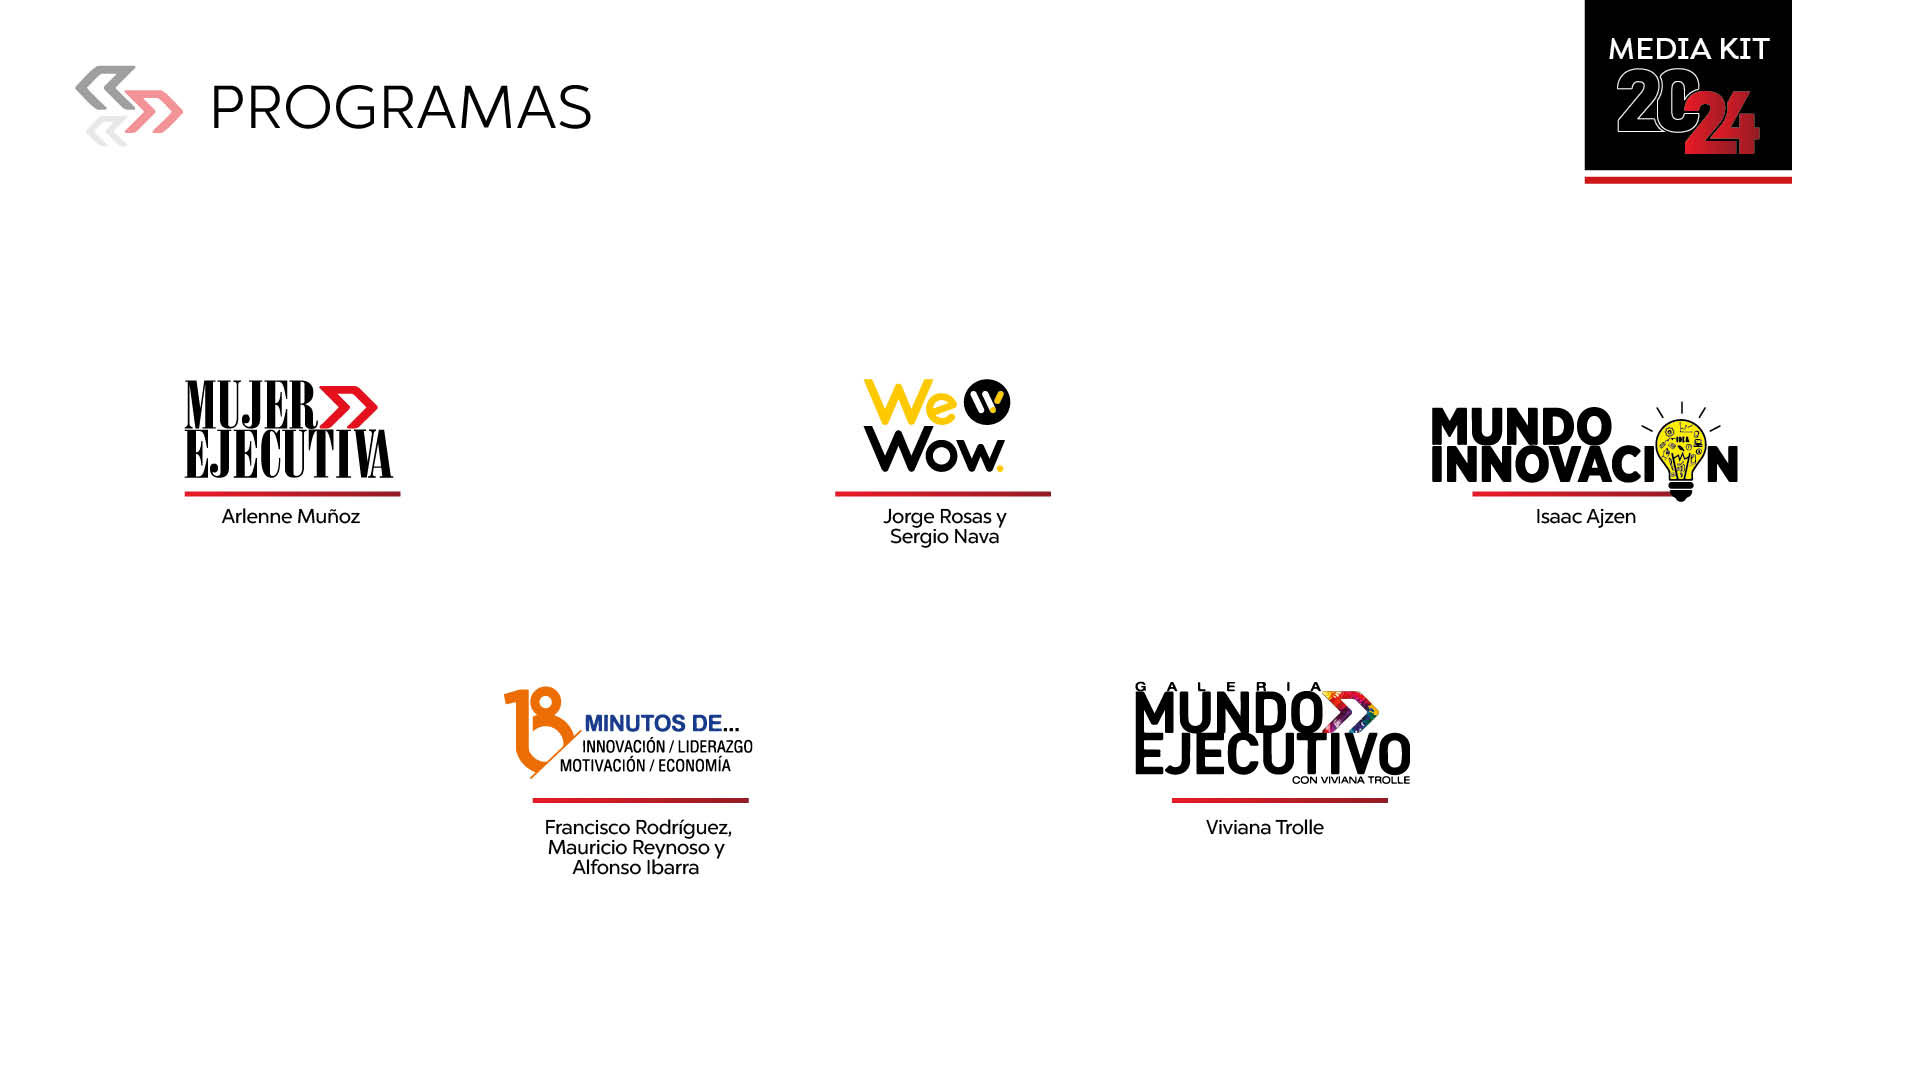 PROGRAMAS
MEDIA KIT
2024
MUJER
EJECUTIVA
Arlenne Muñoz
We W
Wow.
Jorge Rosas y
Sergio Nava
MUNDO
IDEA
INNOVACIÓN
Isaac Ajzen
18
MINUTOS DE...
INNOVACIÓN / LIDERAZGO
MOTIVACIÓN / ECONOMÍA
Francisco Rodríguez,
Mauricio Reynoso y
Alfonso Ibarra
GALERIA
MUNDO
EJECUTIVO
CON VIVIANA TROLLE
Viviana Trolle